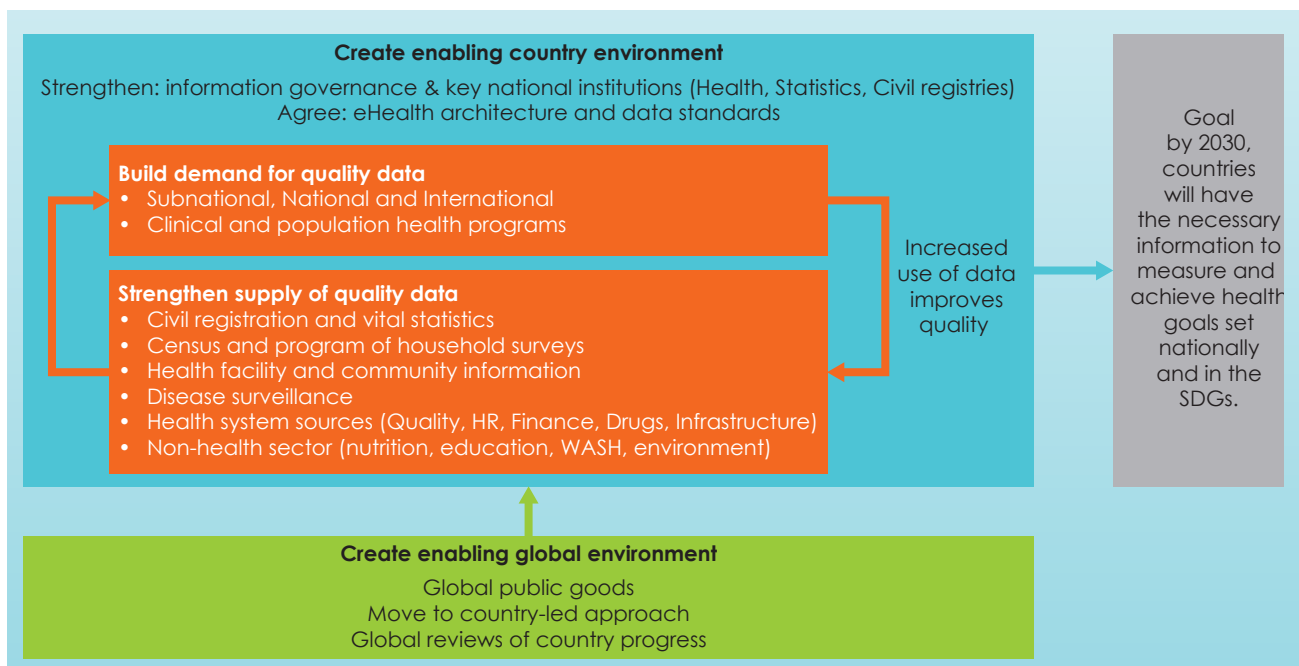 Create enabling country environment
Strengthen: information governance & key national institutions (Health, Statistics, Civil registries)
Agree: eHealth architecture and data standards
Build demand for quality data
• Subnational, National and International
• Clinical and population health programs
Strengthen supply of quality data
• Civil registration and vital statistics
• Census and program of household surveys
• Health facility and community information
• Disease surveillance
• Health system sources (Quality, HR, Finance, Drugs, Infrastructure)
• Non-health sector (nutrition, education, WASH, environment)
Increased
use of data
improves
quality
Goal
by 2030,
countries
will have
the necessary
information to
measure and
achieve health
goals set
nationally
and in the
SDGs.
Create enabling global environment
Global public goods
Move to country-led approach
Global reviews of country progress